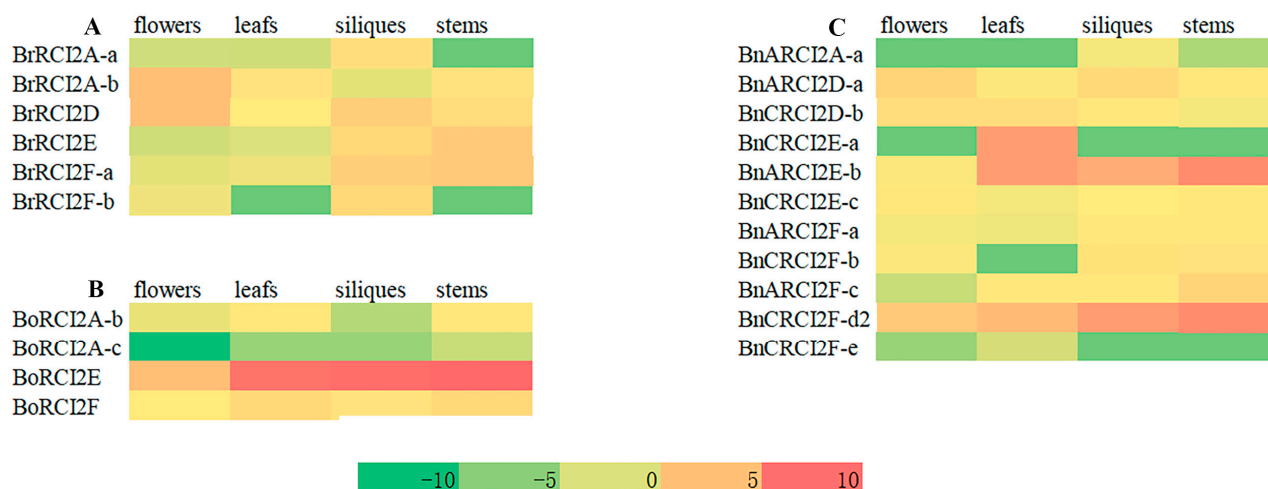 A flowers leafs siliques stems
BrRCI2A-a
BrRCI2A-b
BrRCI2D
BrRCI2E
BrRCI2F-a
BrRCI2F-b
B flowers leafs siliques stems
BoRCI2A-b
BoRCI2A-c
BoRCI2E
BoRCI2F
C flowers leafs siliques stems
BnARCI2A-a
BnARCI2D-a
BnCRCI2D-b
BnCRCI2E-a
BnARCI2E-b
BnCRCI2E-c
BnARCI2F-a
BnCRCI2F-b
BnARCI2F-c
BnCRCI2F-d2
BnCRCI2F-e
-10 -5 0 5 10